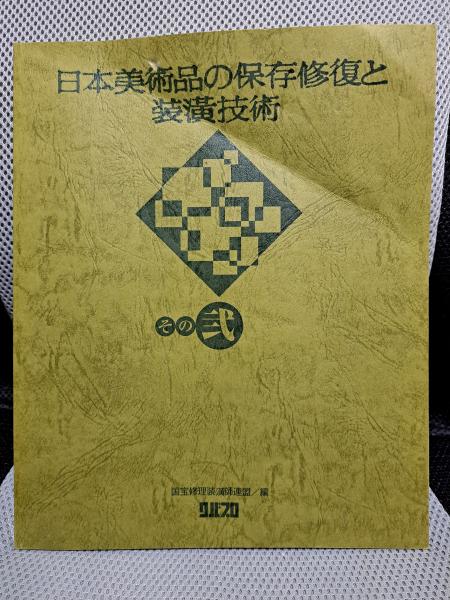 日本美術品の保存修復と
装潢技術
その弐
国宝修理装潢師連盟/編
クバプロ